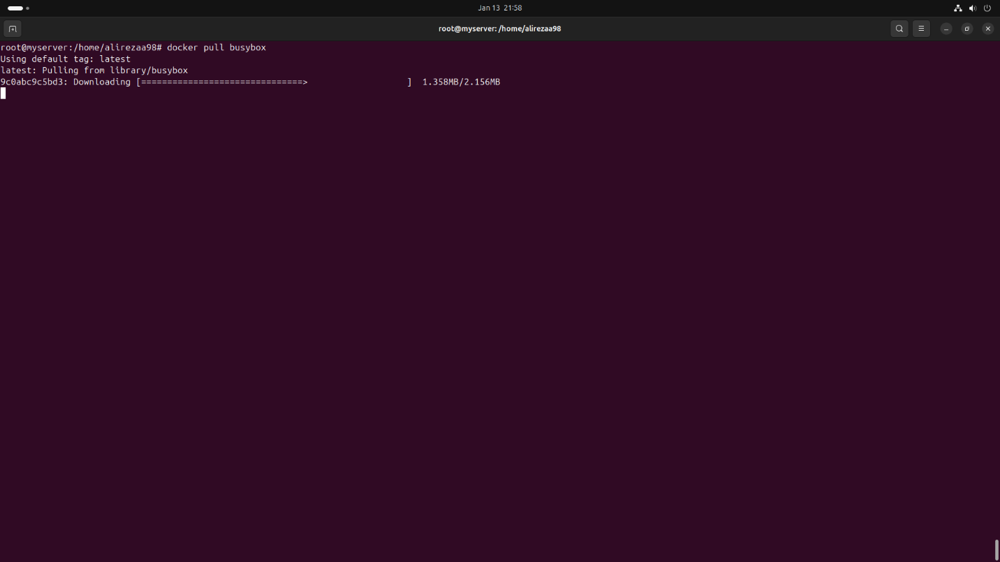 Jan 13 21:58
root@myserver: /home/alirezaa98
root@myserver:/home/alirezaa98# docker pull busybox
Using default tag: latest
latest: Pulling from library/busybox
9c0abc9c5bd3: Downloading [===============================>                   ]  1.358MB/2.156MB